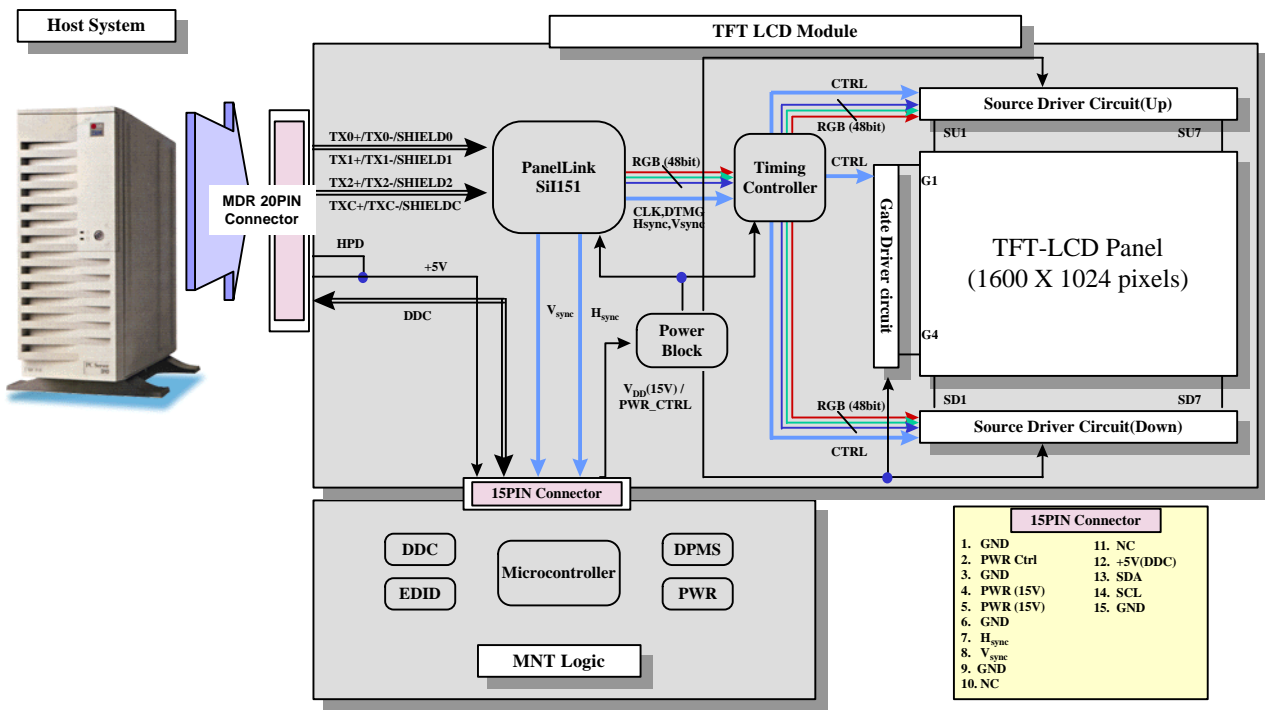 Host System
TFT LCD Module
MDR 20PIN
Connector
TX0+/TX0-/SHIELD0
TX1+/TX1-/SHIELD1
TX2+/TX2-/SHIELD2
TXC+/TXC-/SHIELDC
HPD
+5V
DDC
PanelLink
SiI151
RGB (48bit)
CLK,DTMG
Hsync,Vsync
Vsync
Hsync
Timing
Controller
CTRL
RGB (48bit)
CTRL
Source Driver Circuit(Up)
SU1
SU7
G1
Gate Driver circuit
G4
TFT-LCD Panel
(1600 X 1024 pixels)
Power
Block
VDD(15V) /
PWR_CTRL
RGB (48bit)
CTRL
SD1
SD7
Source Driver Circuit(Down)
15PIN Connector
DDC
EDID
Microcontroller
DPMS
PWR
MNT Logic
15PIN Connector
1. GND
2. PWR Ctrl
3. GND
4. PWR (15V)
5. PWR (15V)
6. GND
7. Hsync
8. Vsync
9. GND
10. NC
11. NC
12. +5V(DDC)
13. SDA
14. SCL
15. GND